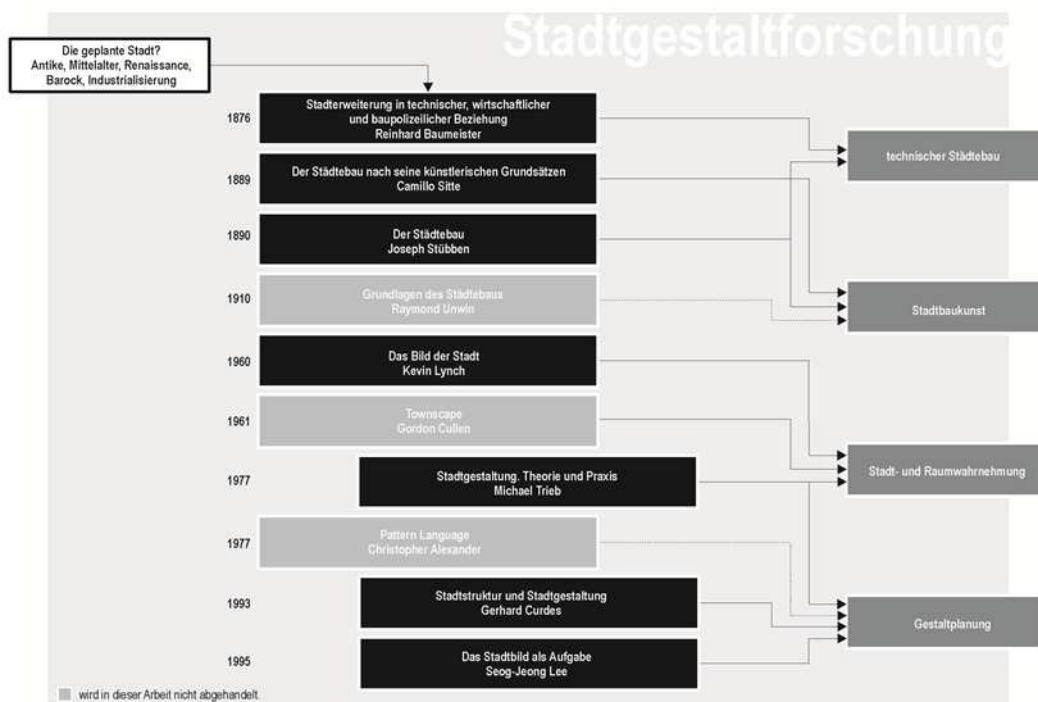 Stadtgestaltforschung
Die geplante Stadt?
Antike, Mittelalter, Renaissance,
Barock, Industrialisierung
1876
Stadterweiterung in technischer, wirtschaftlicher
und baupolizeilicher Beziehung
Reinhard Baumeister
technischer Städtebau
1889
Der Städtebau nach seine künstlerischen Grundsätzen
Camillo Sitte
1890
Der Städtebau
Joseph Stübben
1910
Grundlagen des Städtebaus
Raymond Unwin
Stadtbaukunst
1960
Das Bild der Stadt
Kevin Lynch
1961
Townscape
Gordon Cullen
Stadt- und Raumwahrnehmung
1977
Stadtgestaltung. Theorie und Praxis
Michael Trieb
1977
Pattern Language
Christopher Alexander
1993
Stadtstruktur und Stadtgestaltung
Gerhard Curdes
Gestaltplanung
1995
Das Stadtbild als Aufgabe
Seog-Jeong Lee
wird in dieser Arbeit nicht abgehandelt.